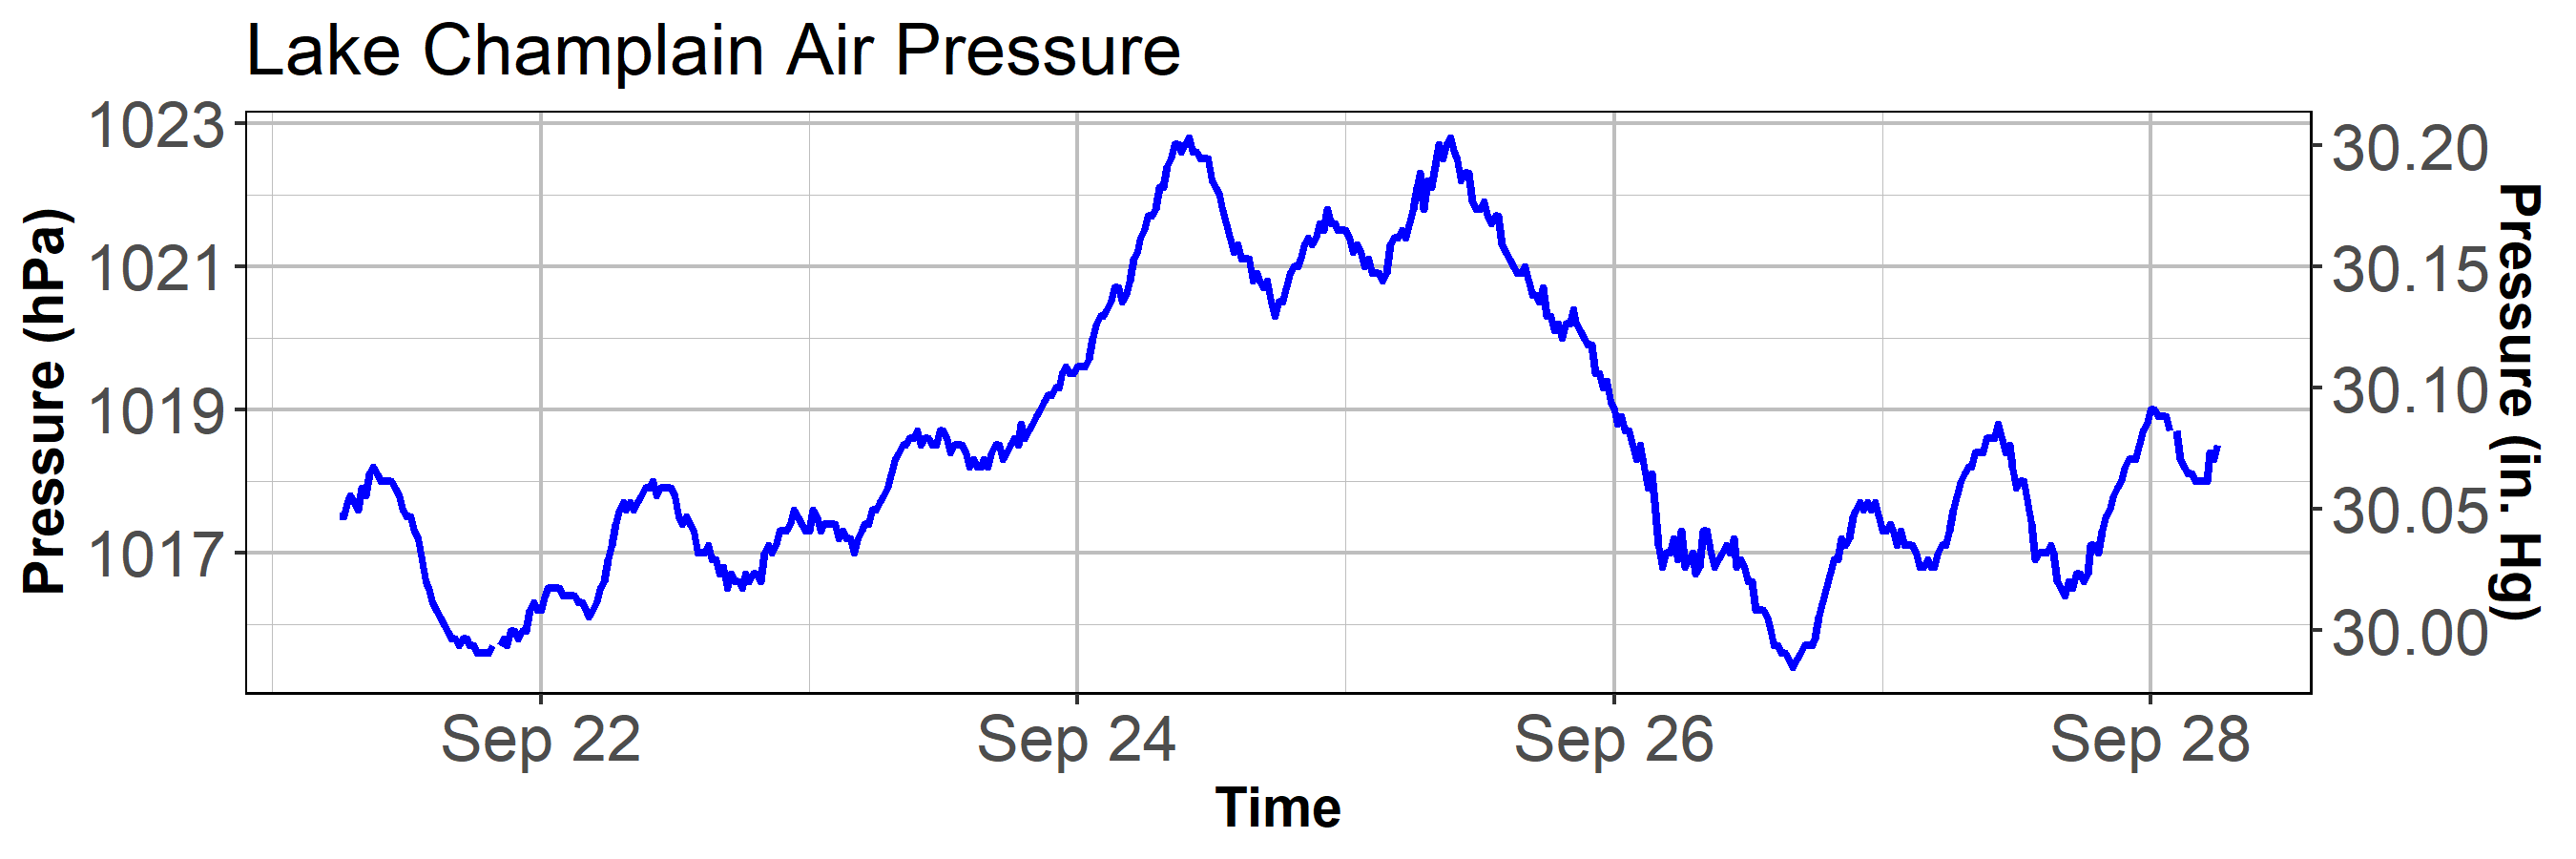 Lake Champlain Air Pressure
Pressure (hPa)
1023
1021
1019
1017
30.20
30.15
30.10
30.05
30.00
Pressure (in. Hg)
Sep 22
Sep 24
Sep 26
Sep 28
Time